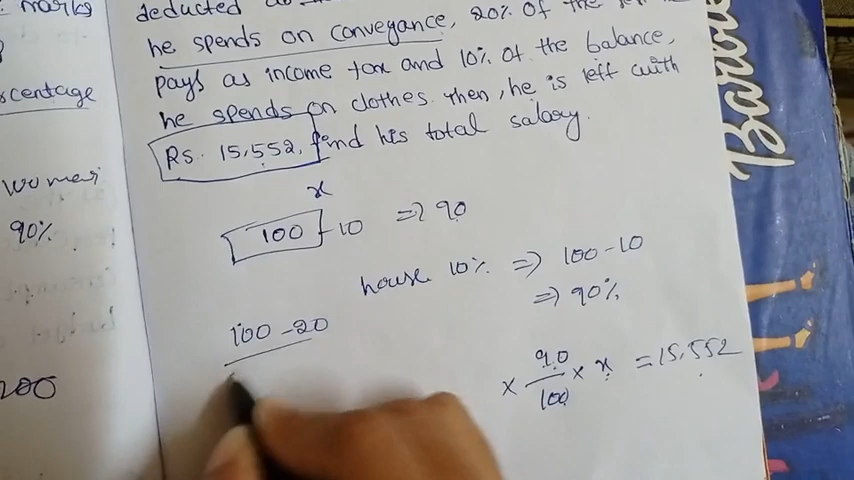 marks
deducted
he spends on conveyance, 20% of the
pays as income tax and 10% of the balance,
he spends on clothes then, he is left with
Rs. 15,552, find his total salary.
rcentage
women
90%
x
100 - 10 => 90
house 10% => 100-10
=> 90%
100 - 20
x 90/100 x x = 15,552
200
Barou